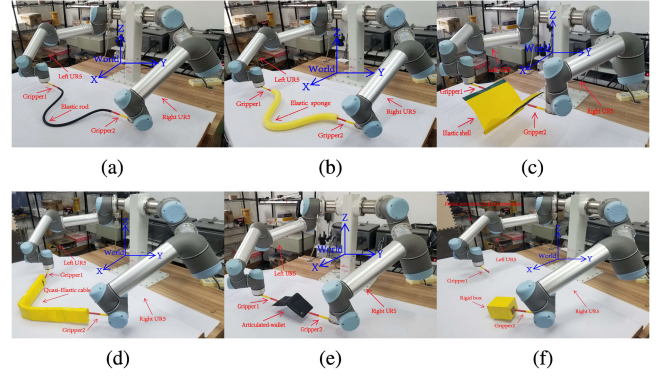 Z
World
Y
X
Left UR5
Gripper1
Elastic rod
Gripper2
Right UR5
(a)
Z
World
Y
X
Left UR5
Gripper1
Elastic sponge
Gripper2
Right UR5
(b)
Z
World
Y
X
Gripper1
Elastic shell
Gripper2
Right UR5
(c)
Z
World
Y
X
Left UR5
Gripper1
Quasi-Elastic cable
Gripper2
Right UR5
(d)
Z
World
Y
X
Left UR5
Gripper1
Articulated-wallet
Gripper2
Right UR5
(e)
Z
World
Y
X
Left UR5
Gripper1
Rigid box
Gripper2
Right UR5
(f)